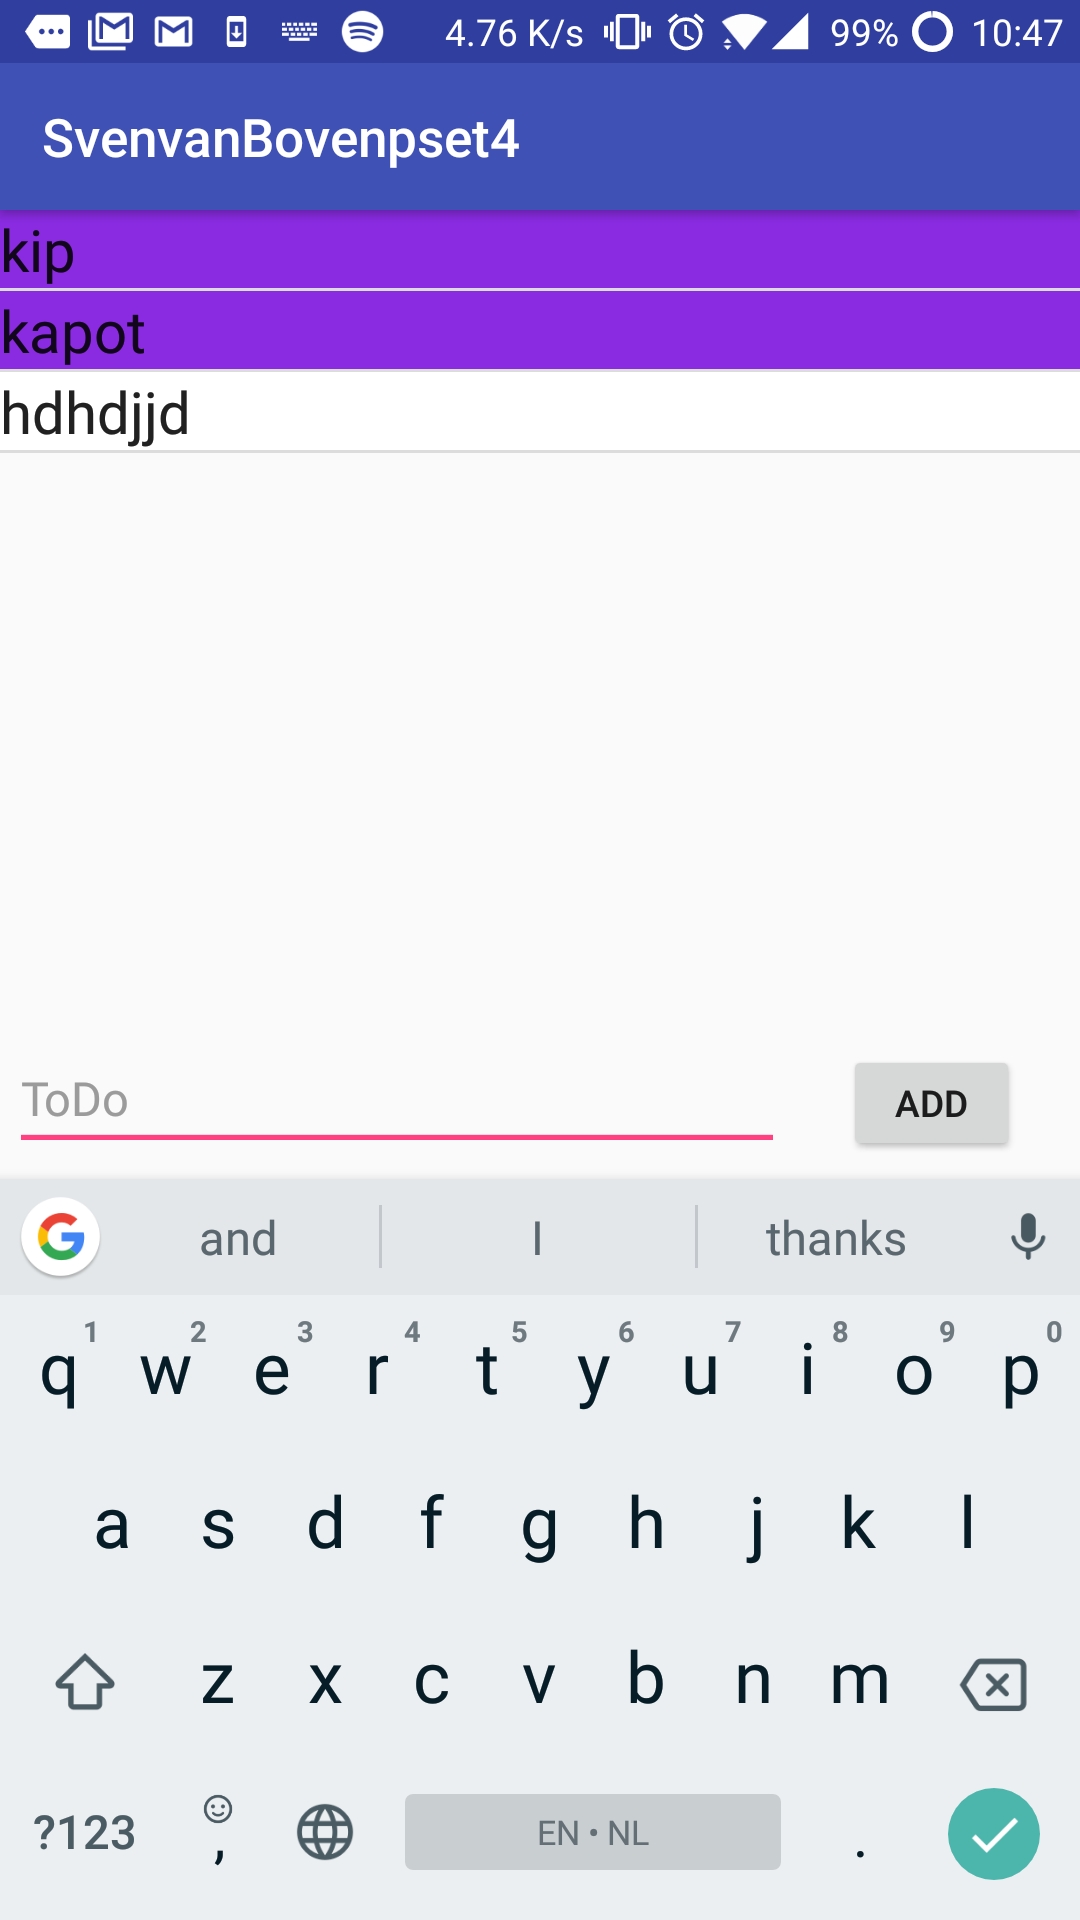 4.76 K/s 99% 10:47
SvenvanBovenpset4
kip
kapot
hdhdjjd
ToDo ADD
and I thanks
1 2 3 4 5 6 7 8 9 0
q w e r t y u i o p
a s d f g h j k l
z x c v b n m
?123 , EN • NL .